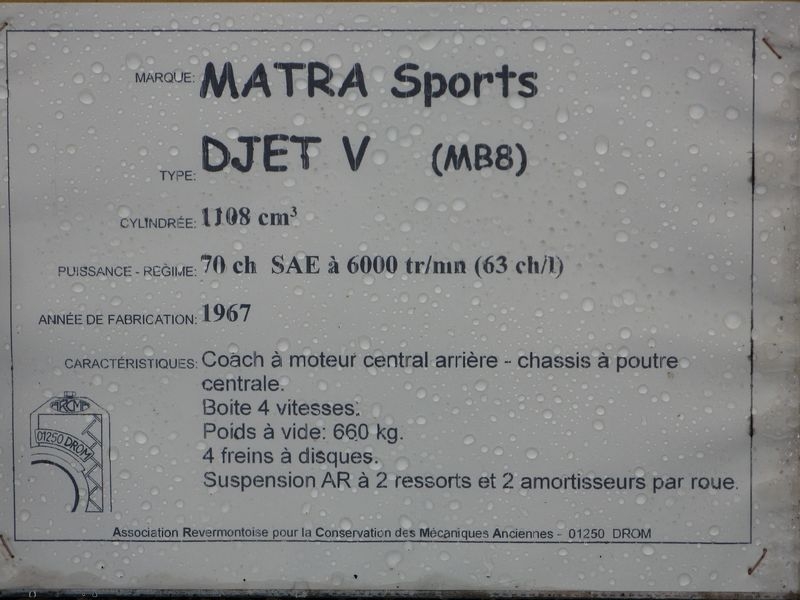 MARQUE: MATRA Sports
TYPE: DJET V (MB8)
CYLINDRÉE: 1108 cm³
PUISSANCE - REGIME: 70 ch SAE à 6000 tr/mn (63 ch/l)
ANNÉE DE FABRICATION: 1967
CARACTÉRISTIQUES: Coach à moteur central arrière - chassis à poutre
centrale.
Boite 4 vitesses.
Poids à vide: 660 kg.
4 freins à disques.
Suspension AR à 2 ressorts et 2 amortisseurs par roue.
ARCMA
01250 DROM
Association Revermontoise pour la Conservation des Mécaniques Anciennes - 01250 DROM